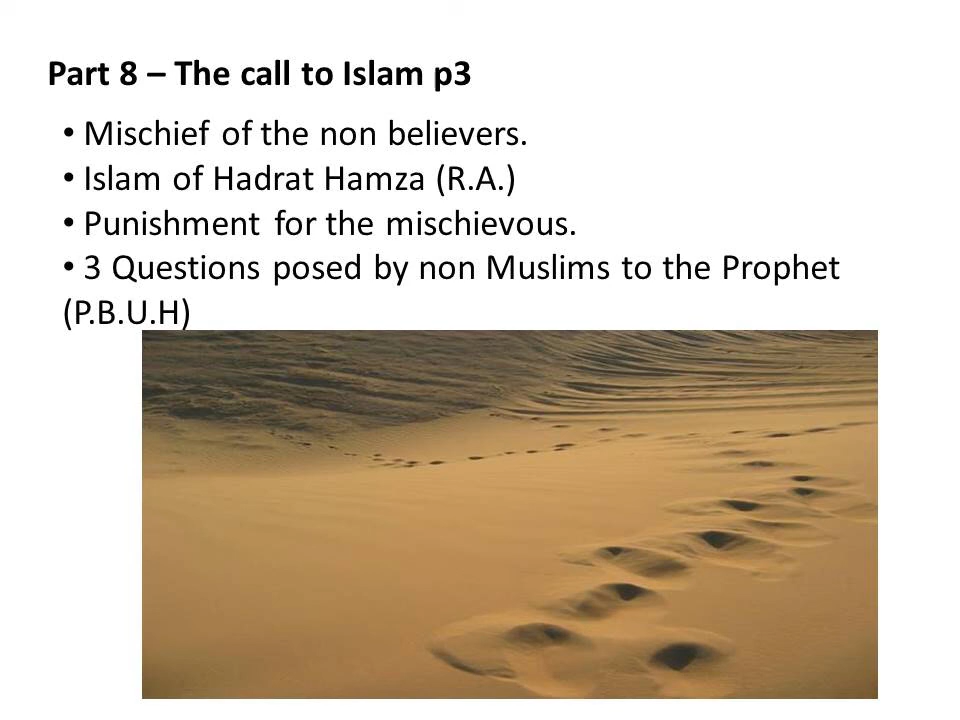 Part 8 – The call to Islam p3
• Mischief of the non believers.
• Islam of Hadrat Hamza (R.A.)
• Punishment for the mischievous.
• 3 Questions posed by non Muslims to the Prophet
(P.B.U.H)